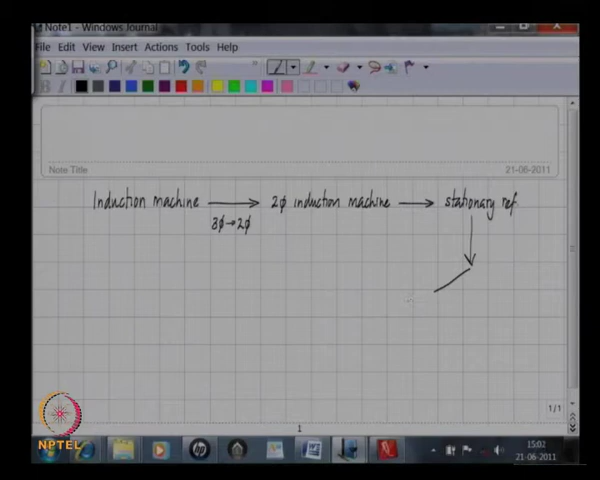 Note1 - Windows Journal
File Edit View Insert Actions Tools Help
Note Title
21-06-2011
Induction machine → 2φ induction machine → stationary ref.
3φ→2φ
1/1
1
NPTEL
15:02
21-06-2011